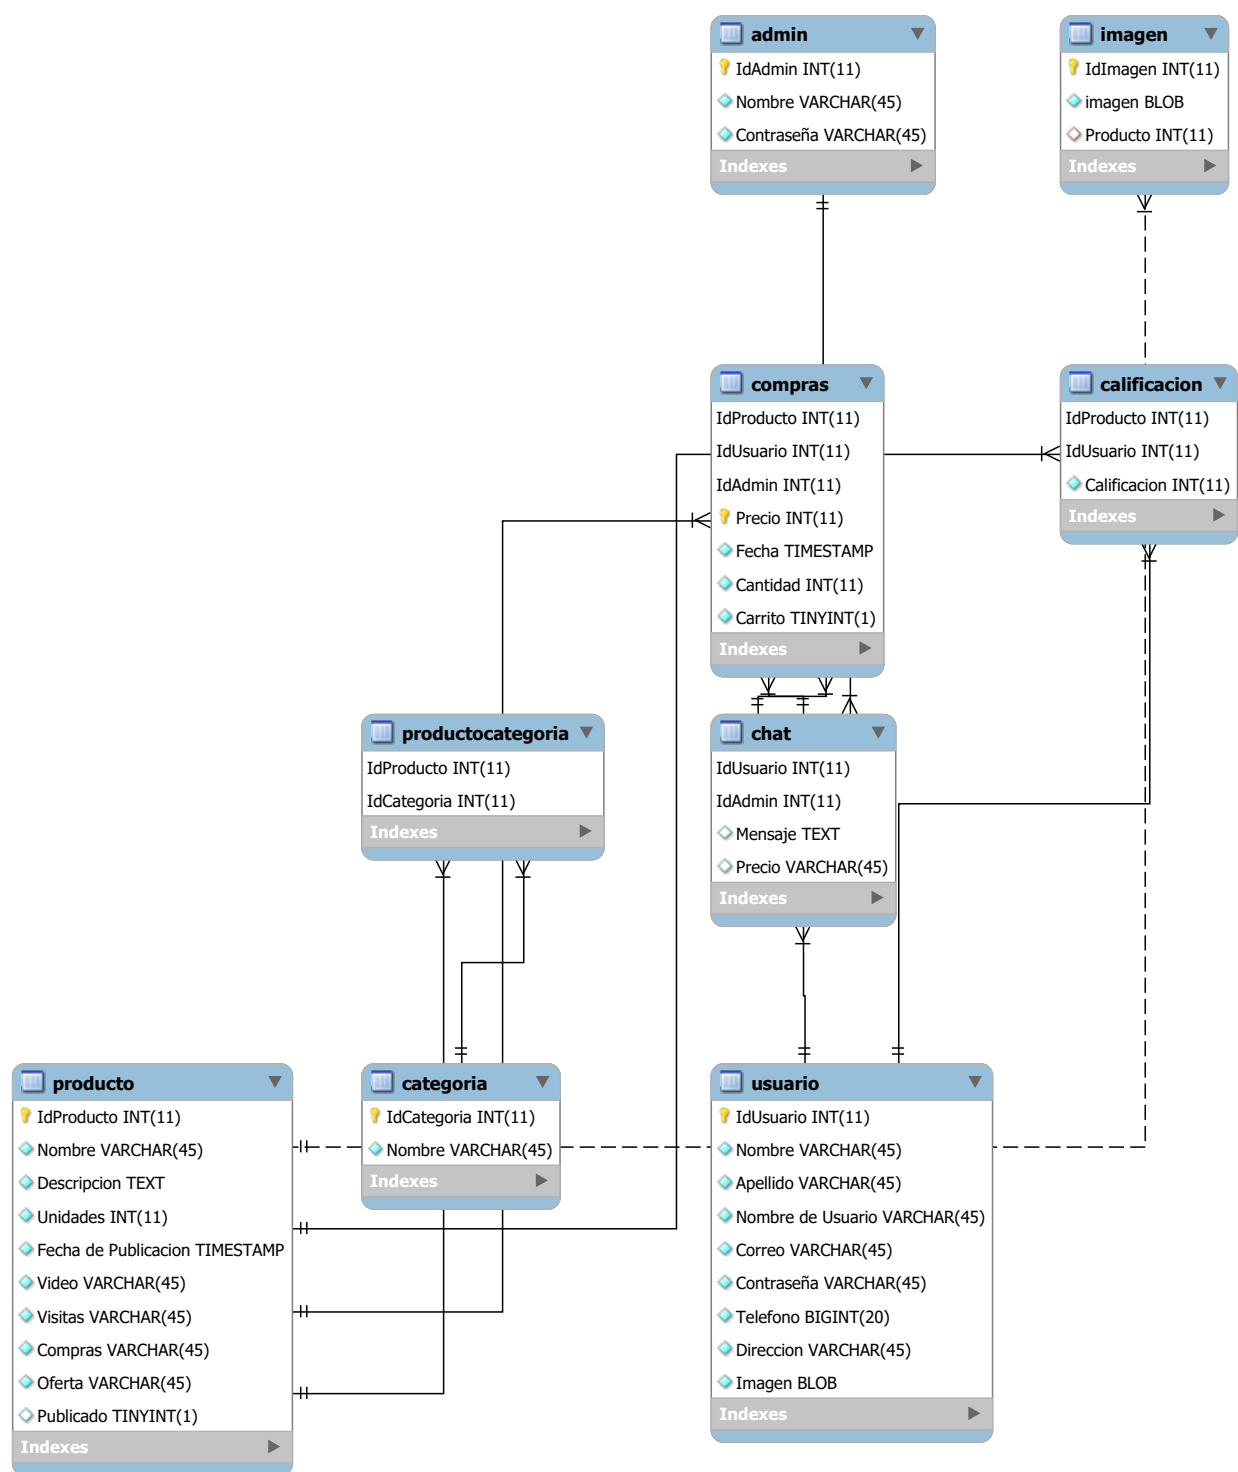 admin
IdAdmin INT(11)
Nombre VARCHAR(45)
Contraseña VARCHAR(45)
Indexes
imagen
IdImagen INT(11)
imagen BLOB
Producto INT(11)
Indexes
compras
IdProducto INT(11)
IdUsuario INT(11)
IdAdmin INT(11)
Precio INT(11)
Fecha TIMESTAMP
Cantidad INT(11)
Carrito TINYINT(1)
Indexes
calificacion
IdProducto INT(11)
IdUsuario INT(11)
Calificacion INT(11)
Indexes
productocategoria
IdProducto INT(11)
IdCategoria INT(11)
Indexes
chat
IdUsuario INT(11)
IdAdmin INT(11)
Mensaje TEXT
Precio VARCHAR(45)
Indexes
producto
IdProducto INT(11)
Nombre VARCHAR(45)
Descripcion TEXT
Unidades INT(11)
Fecha de Publicacion TIMESTAMP
Video VARCHAR(45)
Visitas VARCHAR(45)
Compras VARCHAR(45)
Oferta VARCHAR(45)
Publicado TINYINT(1)
Indexes
categoria
IdCategoria INT(11)
Nombre VARCHAR(45)
Indexes
usuario
IdUsuario INT(11)
Nombre VARCHAR(45)
Apellido VARCHAR(45)
Nombre de Usuario VARCHAR(45)
Correo VARCHAR(45)
Contraseña VARCHAR(45)
Telefono BIGINT(20)
Direccion VARCHAR(45)
Imagen BLOB
Indexes